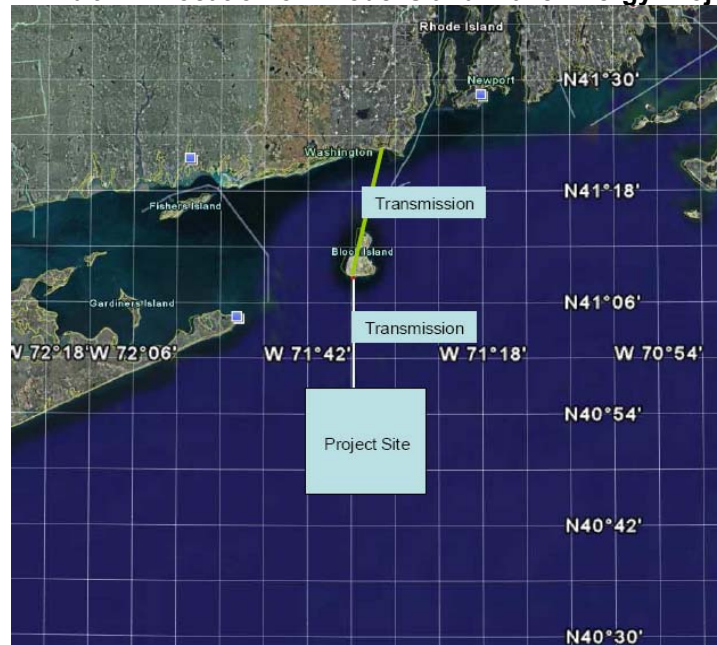 Rhode Island
Newport
N41°30'
Washington
N41°18'
Transmission
Fishers Island
Block Island
Gardiners Island
N41°06'
Transmission
W 72°18' W 72°06' W 71°42' W 71°18' W 70°54'
N40°54'
Project Site
N40°42'
N40°30'